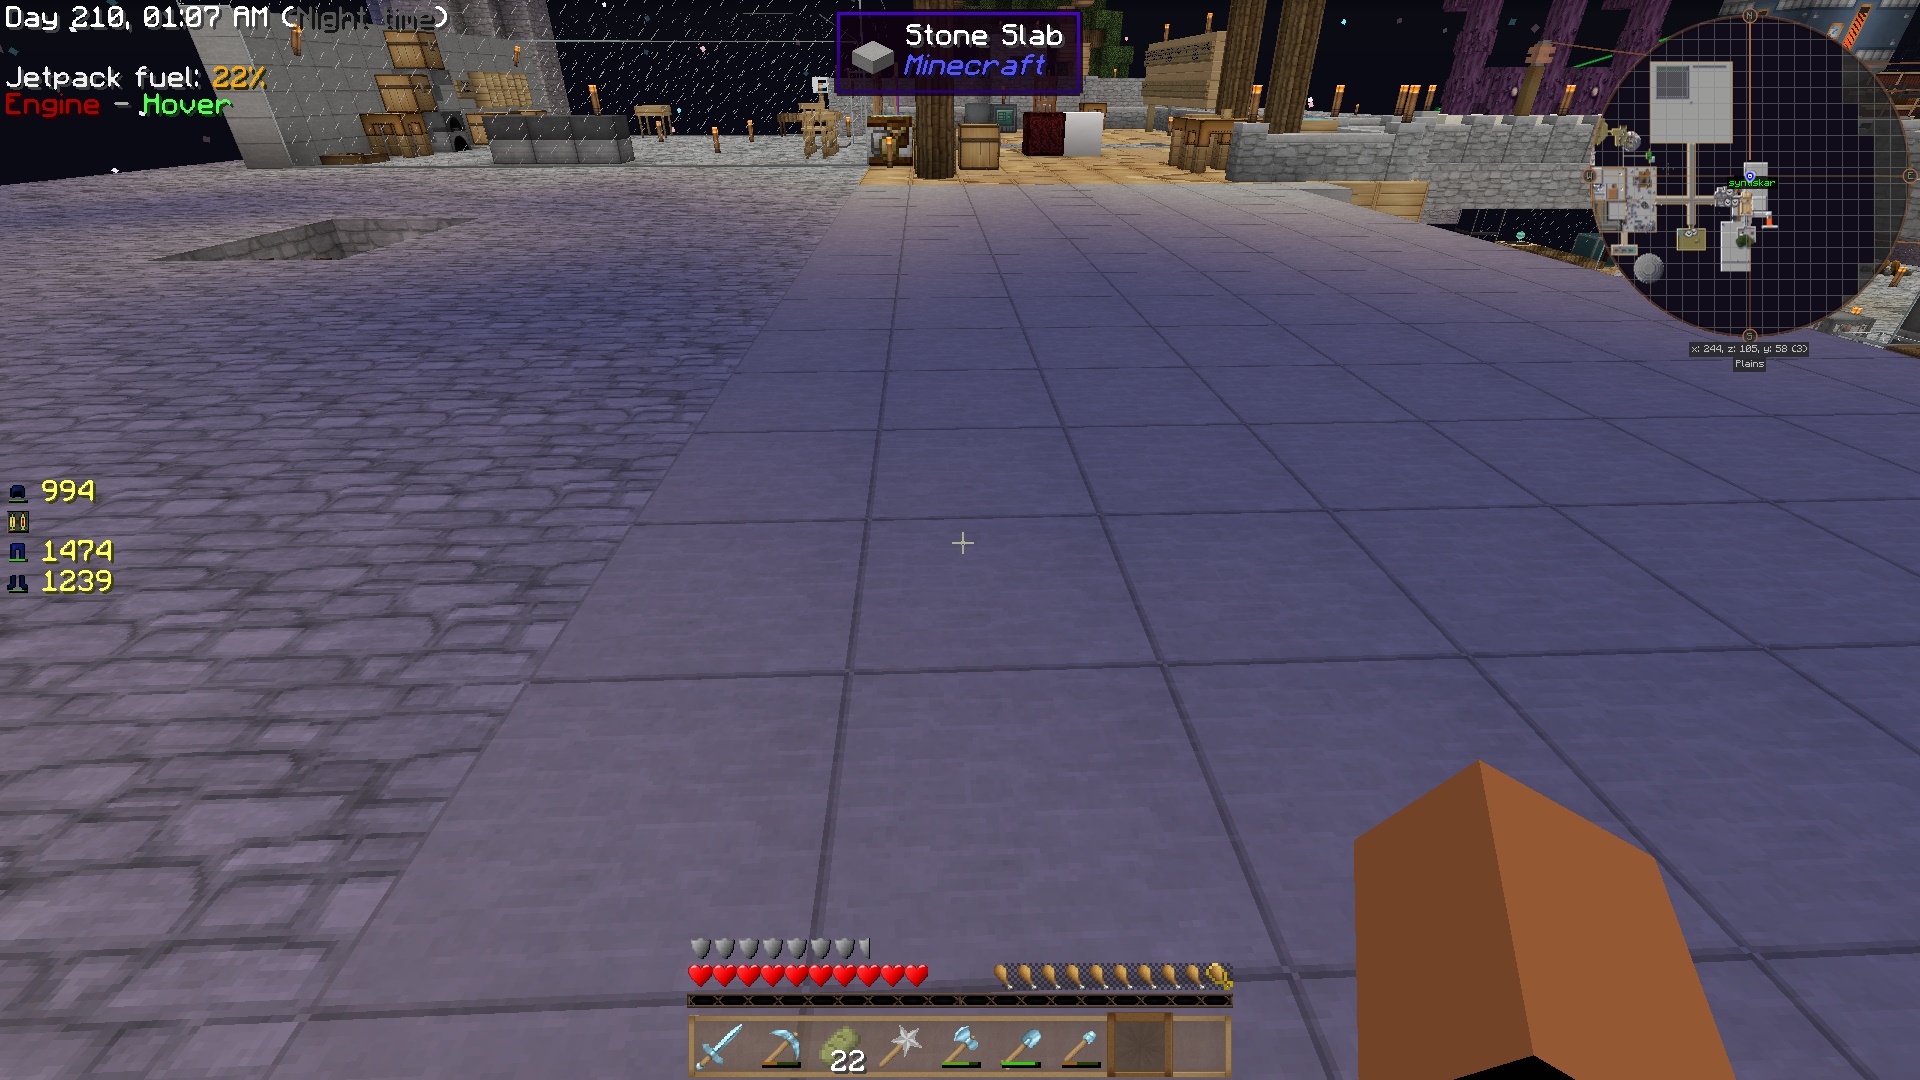 Day 210, 01:07 AM (Night time)
Jetpack fuel: 22%
Engine - Hover
Stone Slab
Minecraft
N
W
E
S
x: 244, z: 105, y: 58 (3)
Plains
994
1474
1239
22